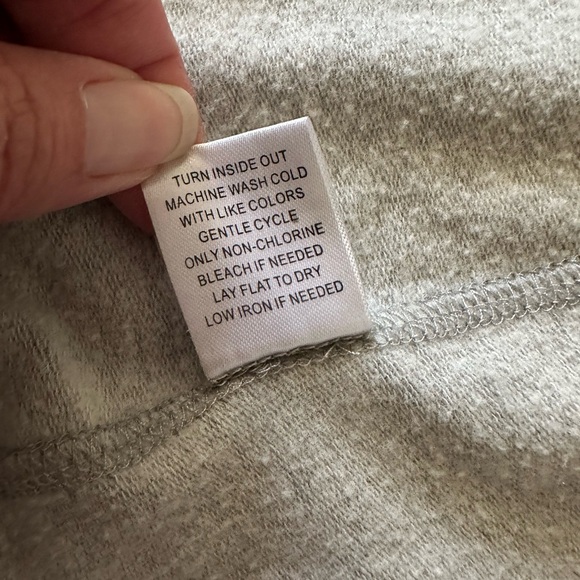 TURN INSIDE OUT
MACHINE WASH COLD
WITH LIKE COLORS
GENTLE CYCLE
ONLY NON-CHLORINE
BLEACH IF NEEDED
LAY FLAT TO DRY
LOW IRON IF NEEDED